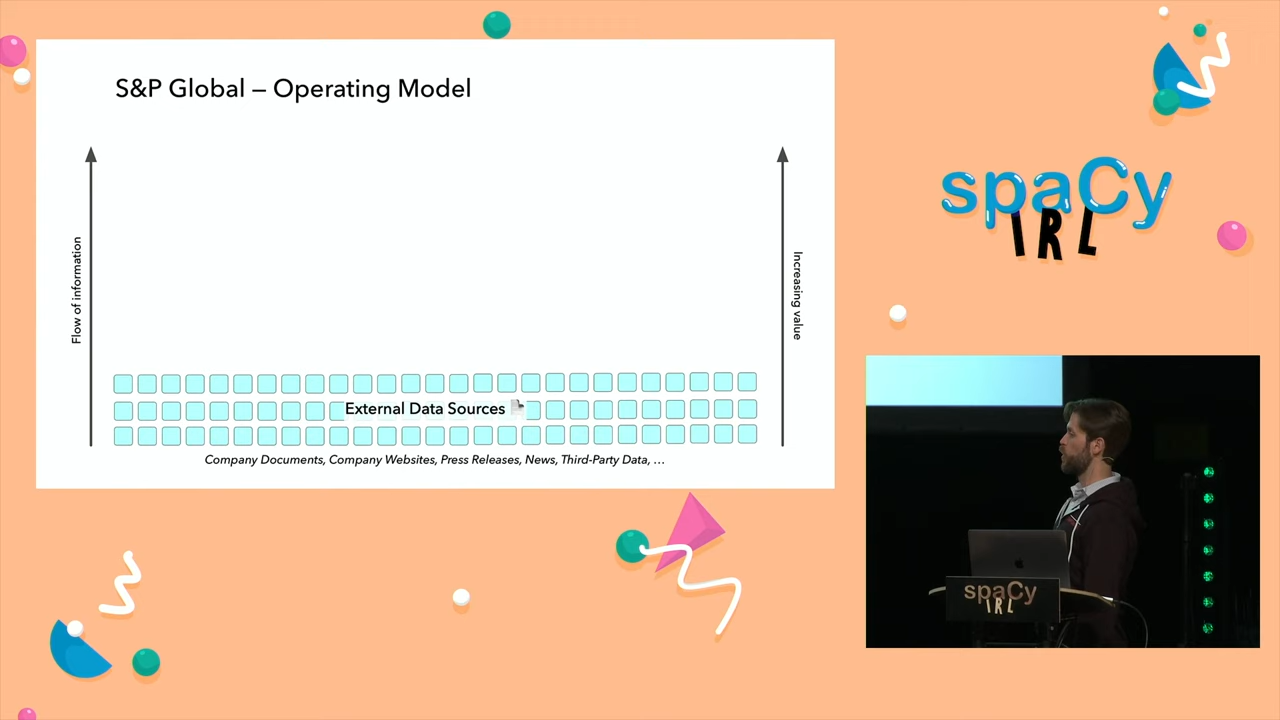 S&P Global – Operating Model
Flow of information
Increasing value
External Data Sources
Company Documents, Company Websites, Press Releases, News, Third-Party Data, …
spaCy
IRL
spaCy
IRL